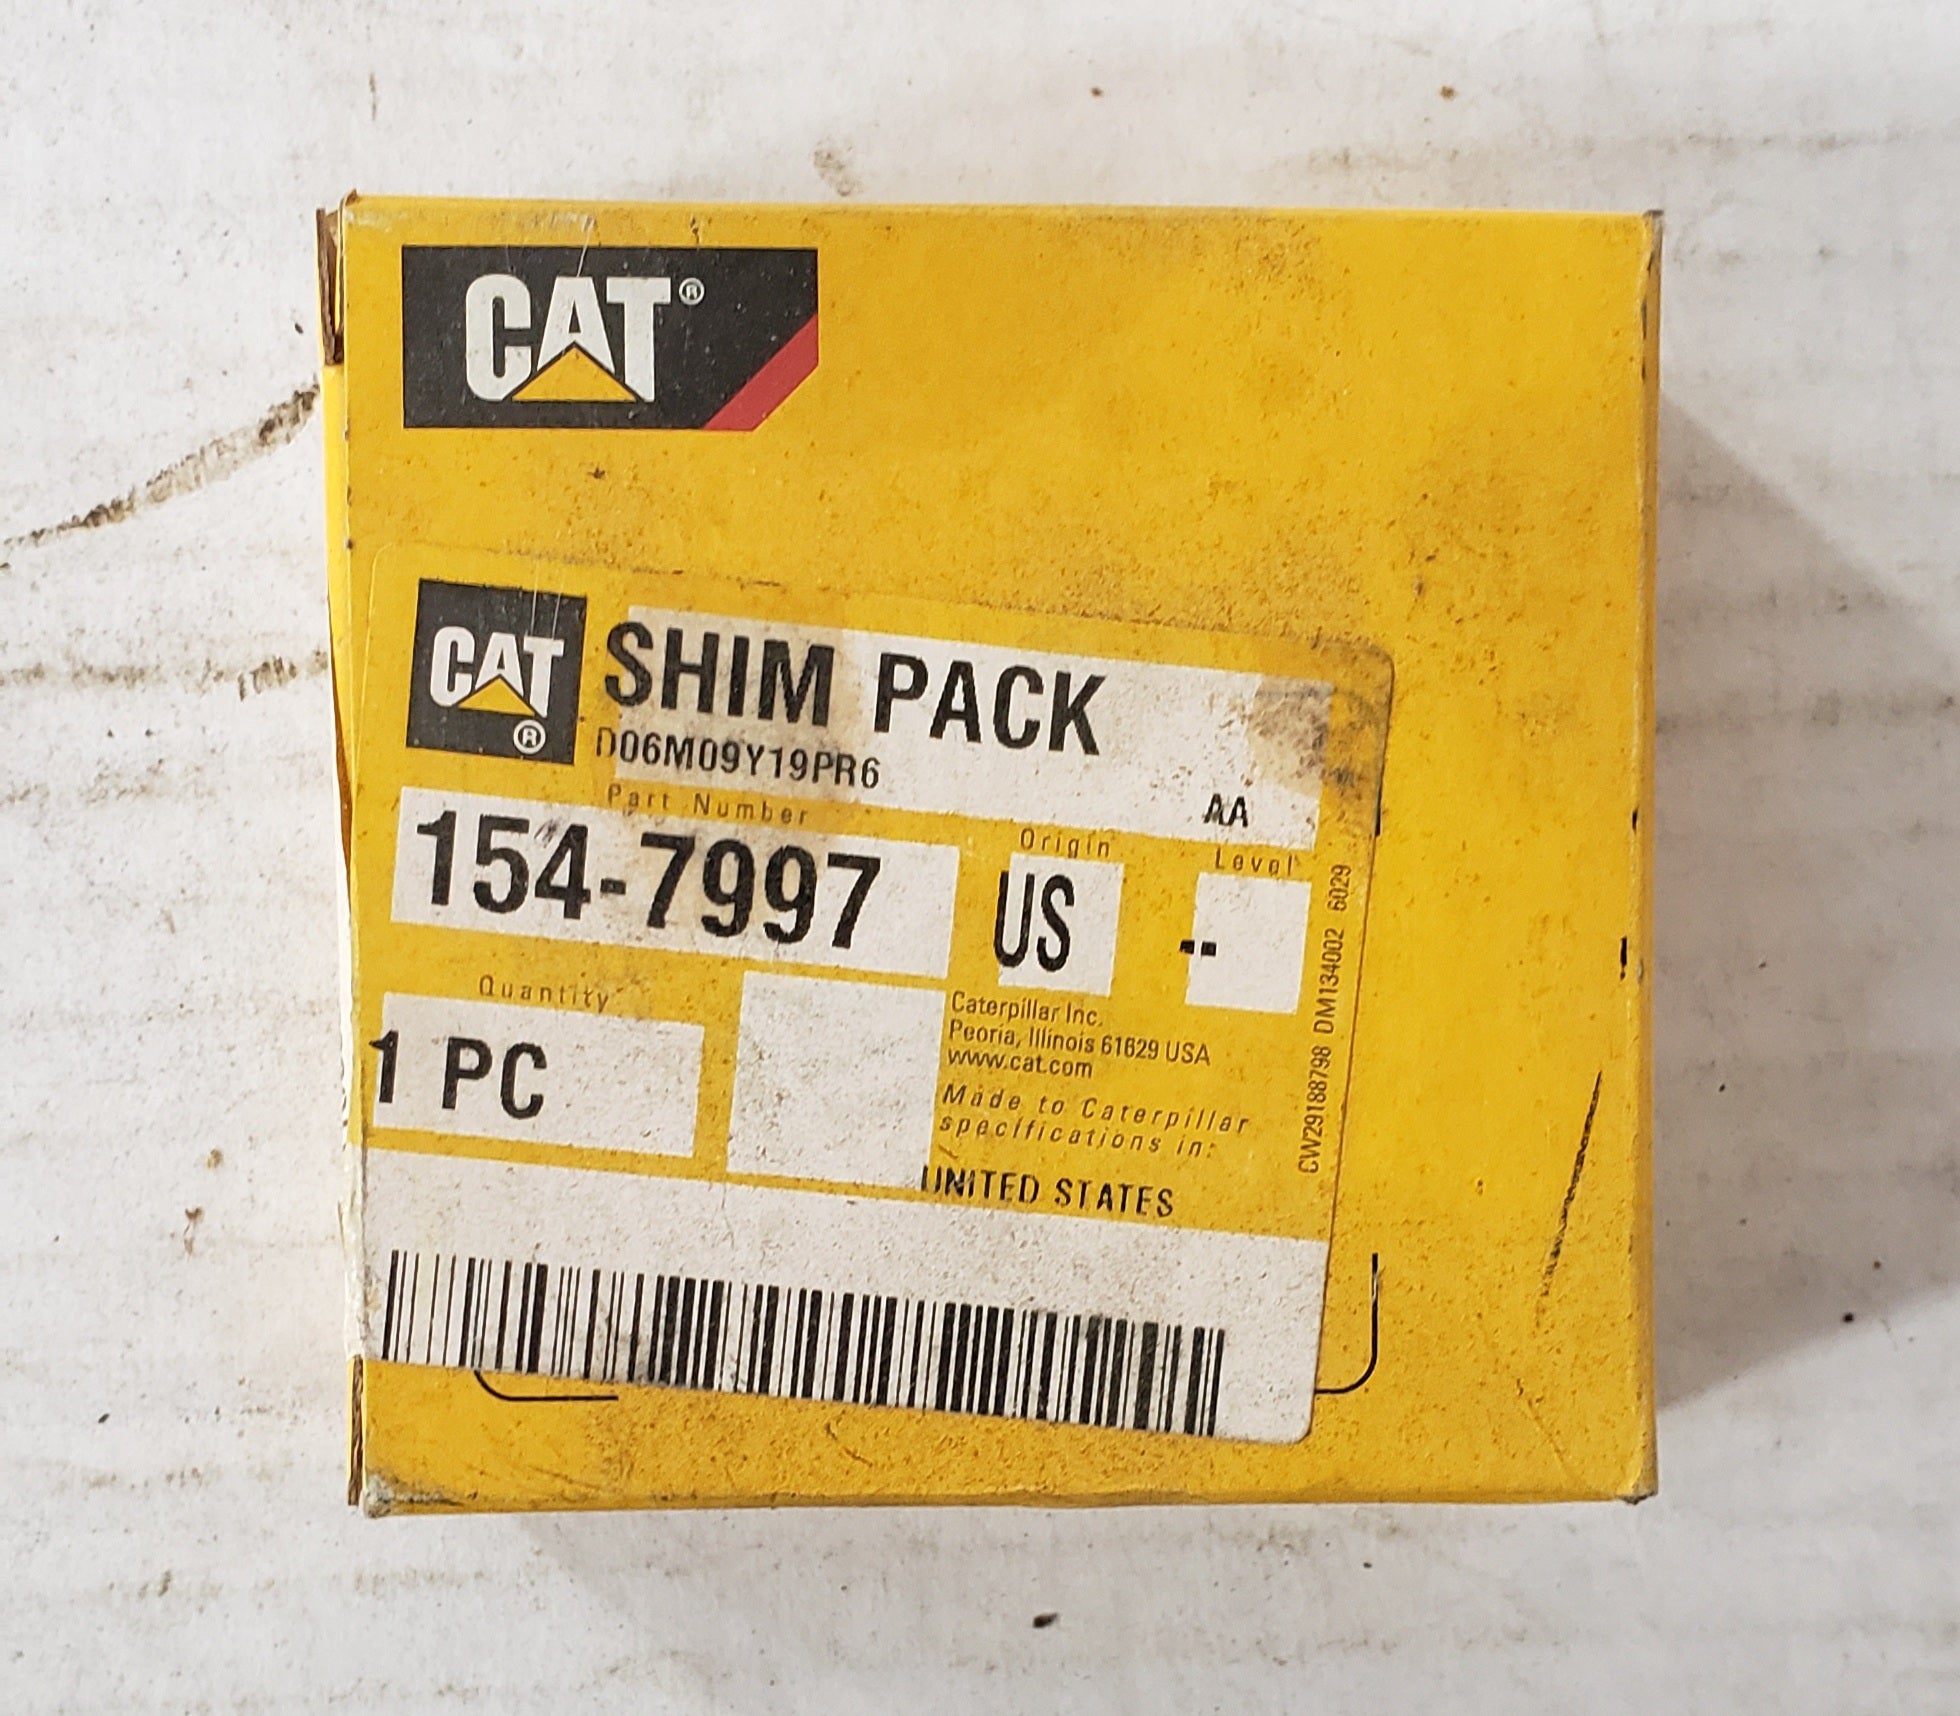 CAT®
CAT®
SHIM PACK
D06M09Y19PR6
AA
Part Number
Origin
Level
154-7997
US
--
Quantity
1 PC
Caterpillar Inc.
Peoria, Illinois 61629 USA
www.cat.com
Made to Caterpillar
specifications in:
UNITED STATES
CW29188798 DM134002 6029